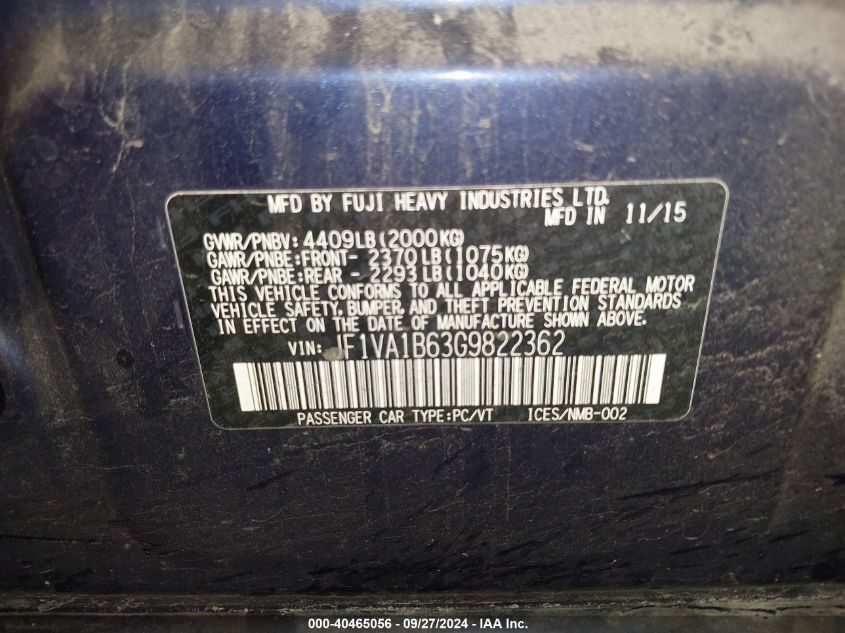 MFD BY FUJI HEAVY INDUSTRIES LTD.
MFD IN 11/15
GVWR/PNBV: 4409LB(2000KG)
GAWR/PNBE:FRONT- 2370LB(1075KG)
GAWR/PNBE:REAR - 2293LB(1040KG)
THIS VEHICLE CONFORMS TO ALL APPLICABLE FEDERAL MOTOR
VEHICLE SAFETY, BUMPER, AND THEFT PREVENTION STANDARDS
IN EFFECT ON THE DATE OF MANUFACTURE SHOWN ABOVE.
VIN: JF1VA1B63G9822362
PASSENGER CAR TYPE:PC/VT ICES/NMB-002
000-40465056 - 09/27/2024 - IAA Inc.